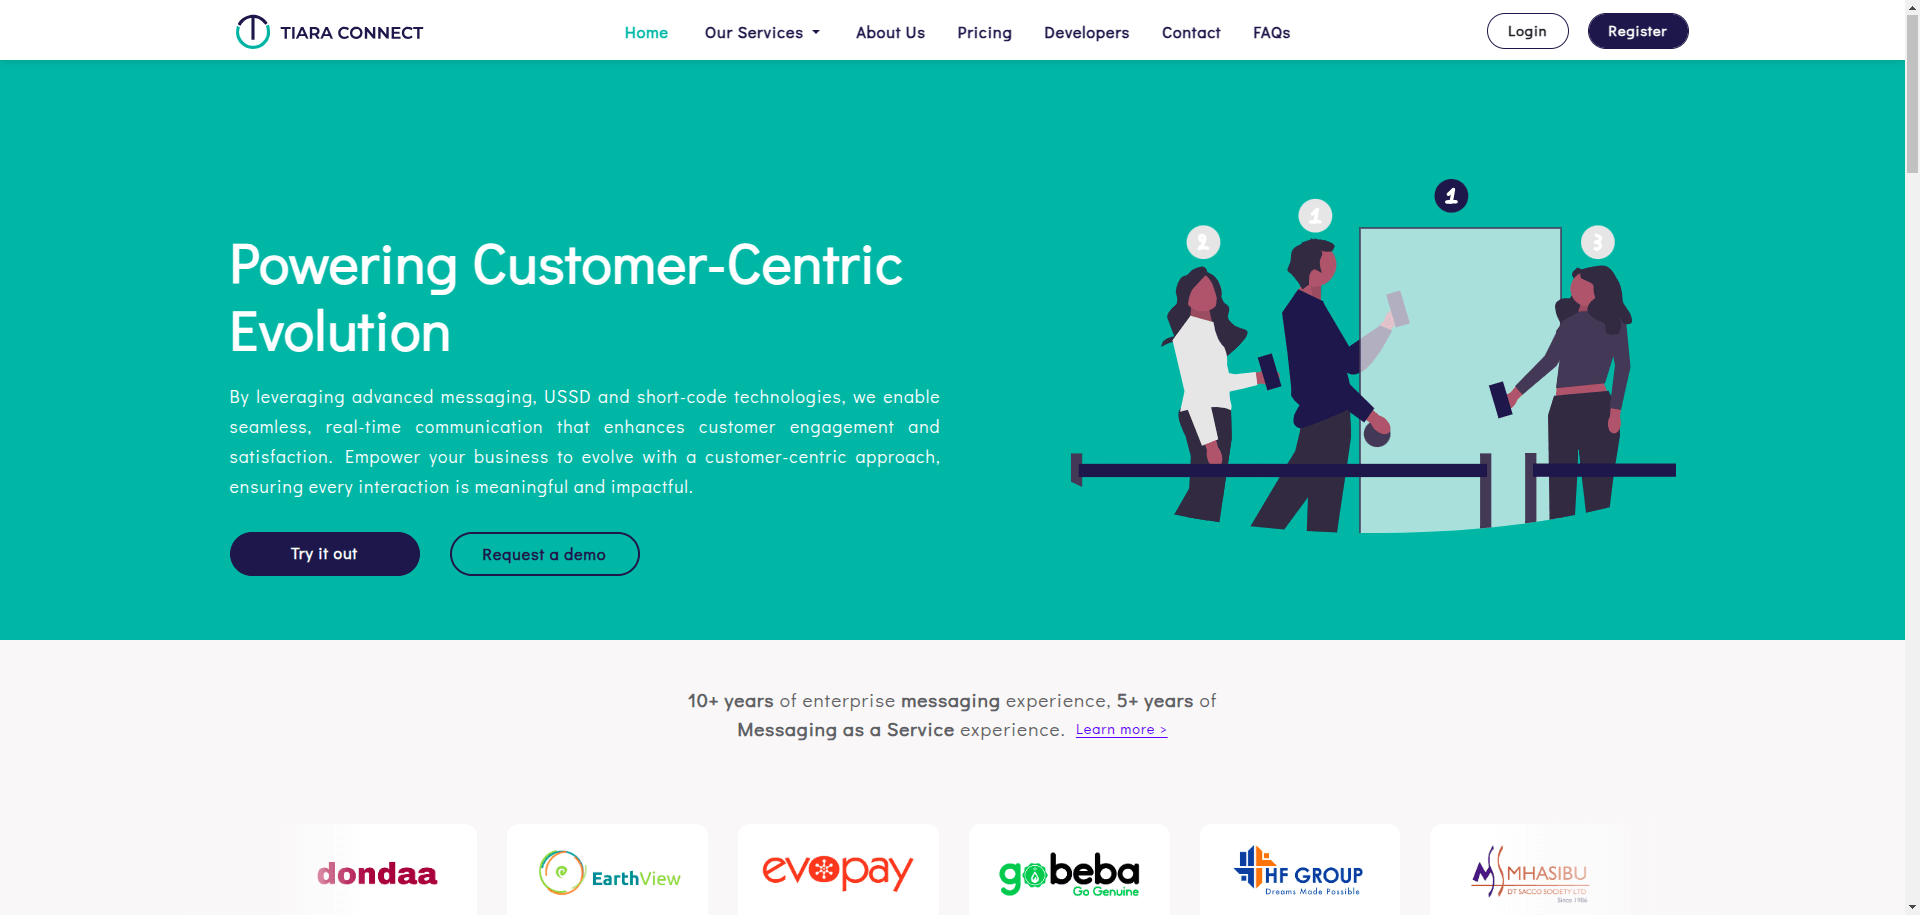 TIARA CONNECT
Home
Our Services
About Us
Pricing
Developers
Contact
FAQs
Login
Register
Powering Customer-Centric
Evolution
By leveraging advanced messaging, USSD and short-code technologies, we enable
seamless, real-time communication that enhances customer engagement and
satisfaction. Empower your business to evolve with a customer-centric approach,
ensuring every interaction is meaningful and impactful.
Try it out
Request a demo
2
1
1
3
10+ years of enterprise messaging experience, 5+ years of
Messaging as a Service experience. Learn more >
dondaa
EarthView
evopay
gobeba
Go Genuine
HF GROUP
Dreams Made Possible
MHASIBU
DT SACCO SOCIETY LTD
Since 1986